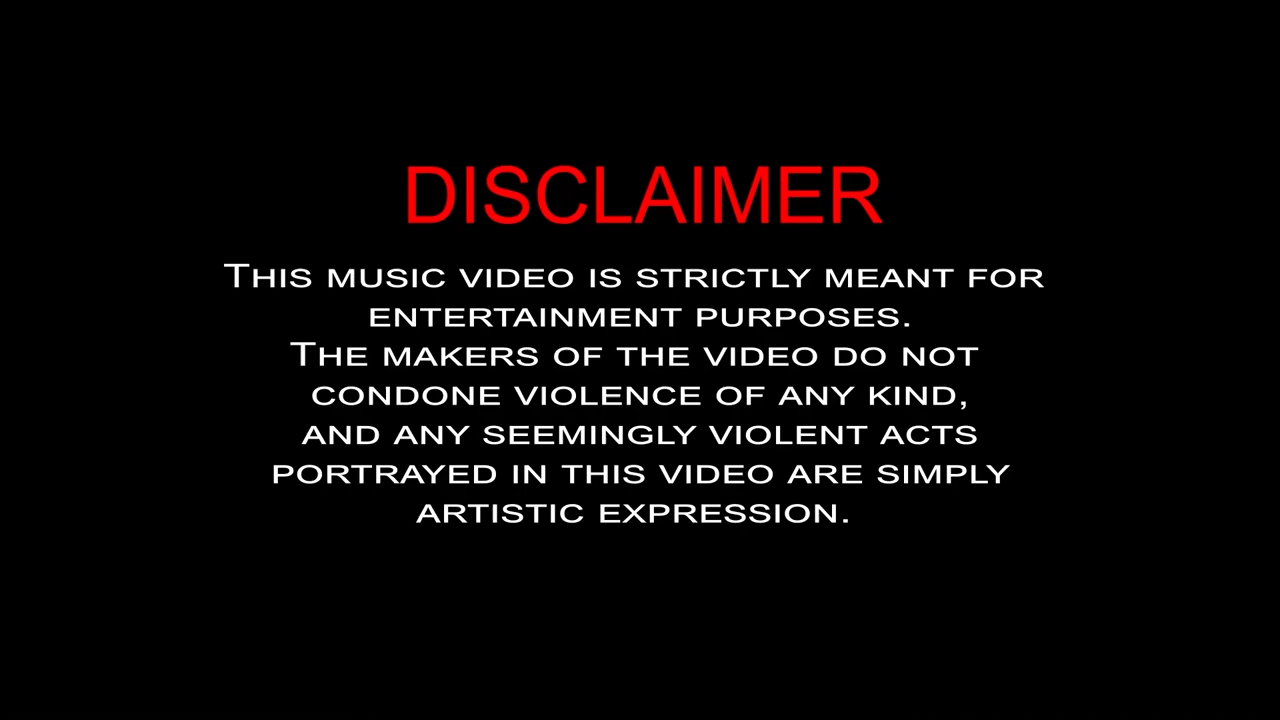 DISCLAIMER
THIS MUSIC VIDEO IS STRICTLY MEANT FOR
ENTERTAINMENT PURPOSES.
THE MAKERS OF THE VIDEO DO NOT
CONDONE VIOLENCE OF ANY KIND,
AND ANY SEEMINGLY VIOLENT ACTS
PORTRAYED IN THIS VIDEO ARE SIMPLY
ARTISTIC EXPRESSION.